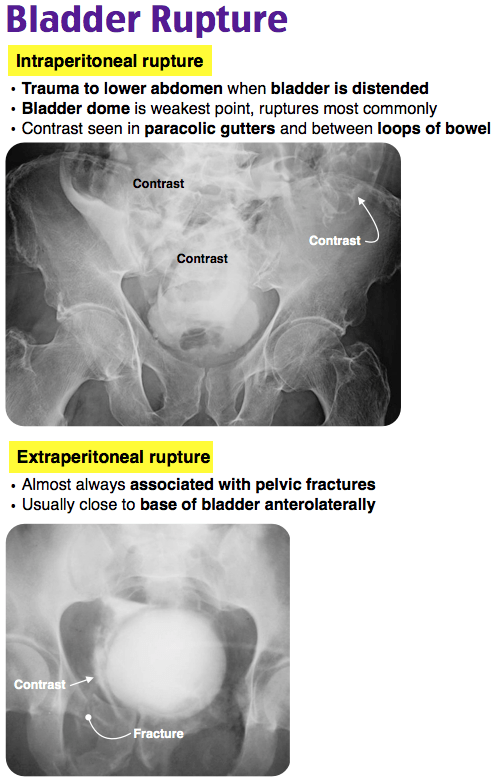 Bladder Rupture
Intraperitoneal rupture
• Trauma to lower abdomen when bladder is distended
• Bladder dome is weakest point, ruptures most commonly
• Contrast seen in paracolic gutters and between loops of bowel
Contrast
Contrast
Contrast
Extraperitoneal rupture
• Almost always associated with pelvic fractures
• Usually close to base of bladder anterolaterally
Contrast
Fracture